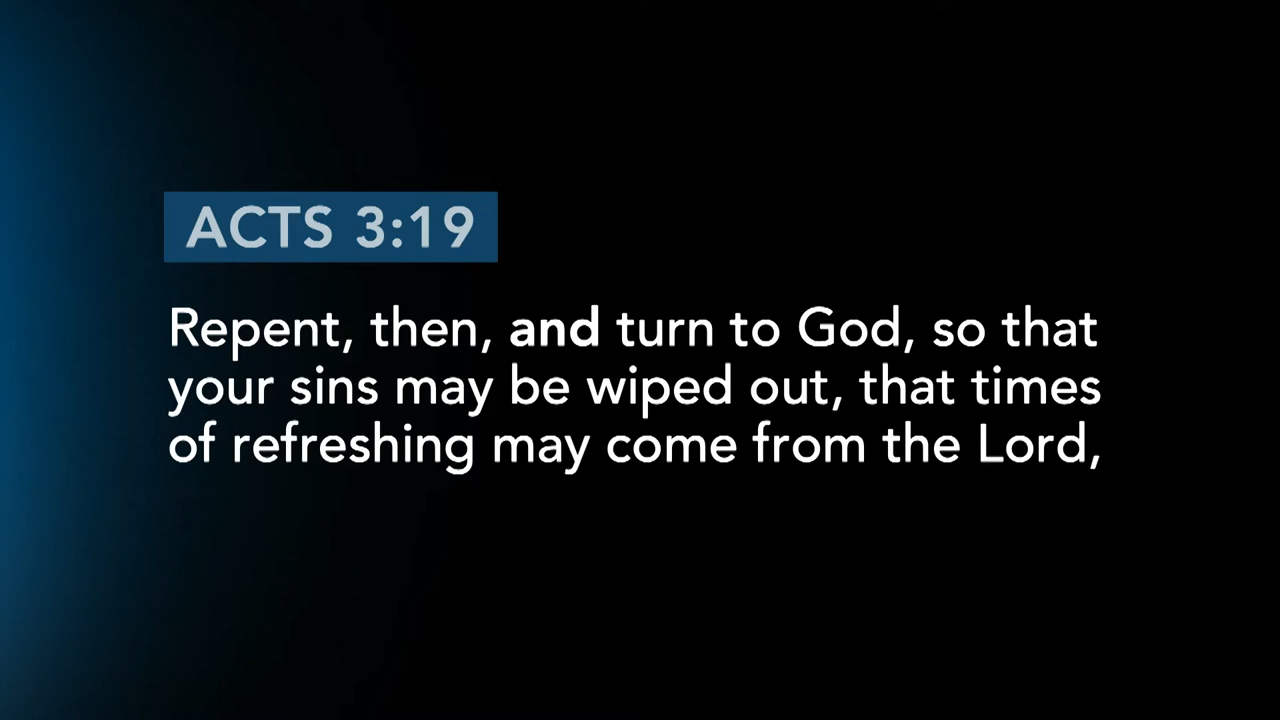 ACTS 3:19
Repent, then, and turn to God, so that
your sins may be wiped out, that times
of refreshing may come from the Lord,